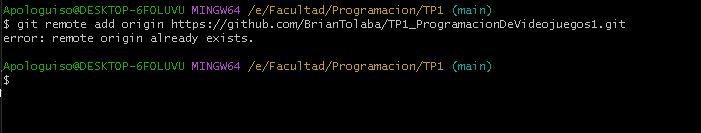 Apologuiso@DESKTOP-6FOLUVU MINGW64 /e/Facultad/Programacion/TP1 (main)
$ git remote add origin https://github.com/BrianTolaba/TP1_ProgramacionDeVideojuegos1.git
error: remote origin already exists.
Apologuiso@DESKTOP-6FOLUVU MINGW64 /e/Facultad/Programacion/TP1 (main)
$